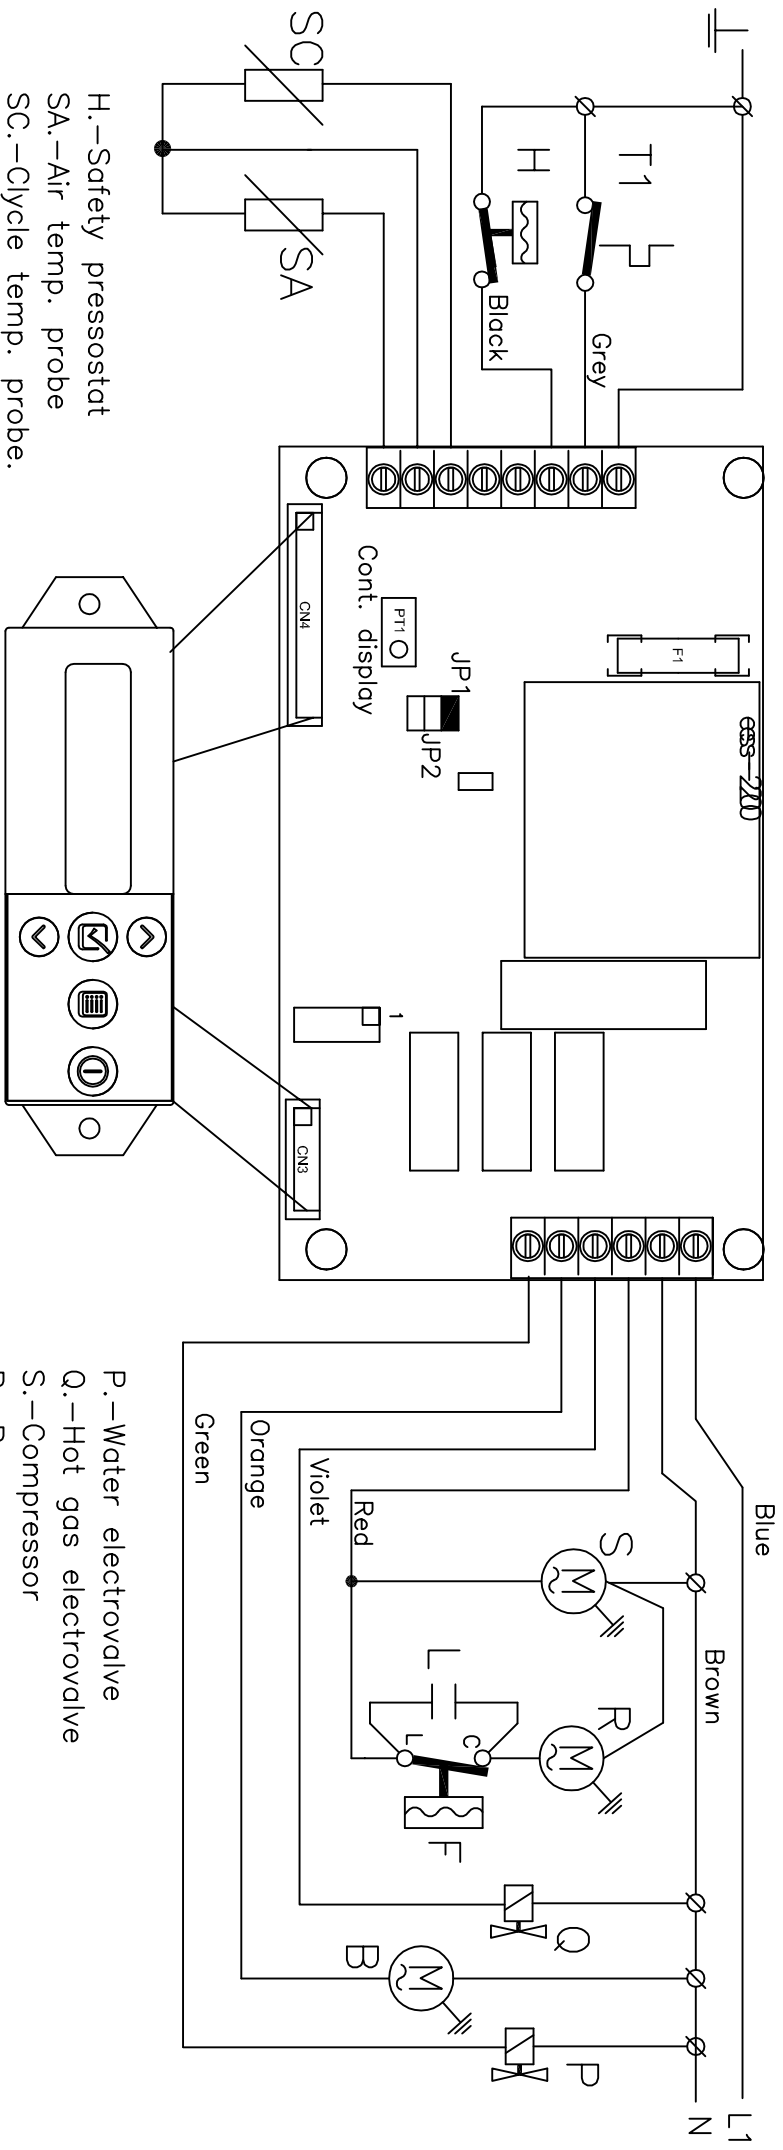 SC
SA
H
T1
Black
Grey
H.-Safety pressostat
SA.-Air temp. probe
SC.-Clycle temp. probe.
F1
PT1
Cont. display
JP1
JP2
CN4
1
CN3
Blue
Brown
Red
Violet
Orange
Green
S
R
L
L
C
F
Q
B
P
L1
N
P.-Water electrovalve
Q.-Hot gas electrovalve
S.-Compressor